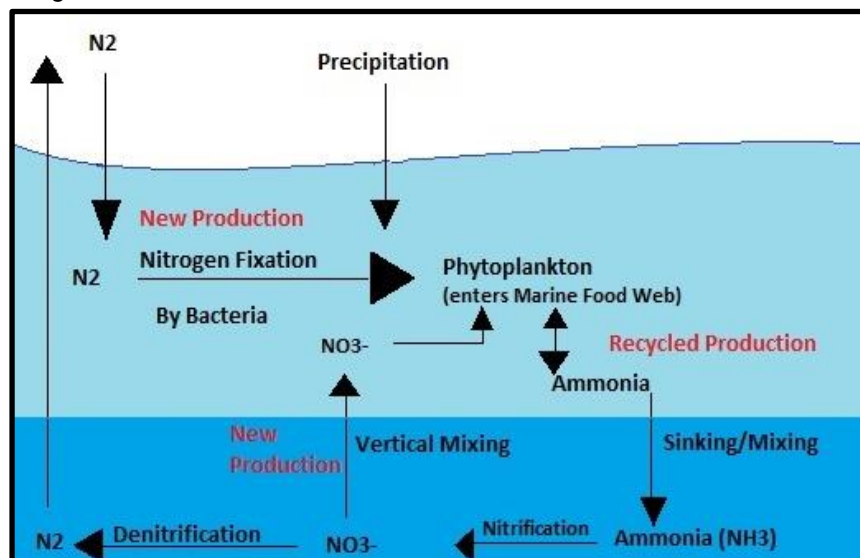 N2
Precipitation
New Production
Nitrogen Fixation
N2
Phytoplankton
(enters Marine Food Web)
By Bacteria
NO3-
Recycled Production
Ammonia
New
Production
Vertical Mixing
Sinking/Mixing
N2
Denitrification
NO3-
Nitrification
Ammonia (NH3)